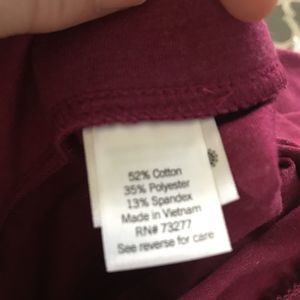 52% Cotton
35% Polyester
13% Spandex
Made in Vietnam
RN# 73277
See reverse for care